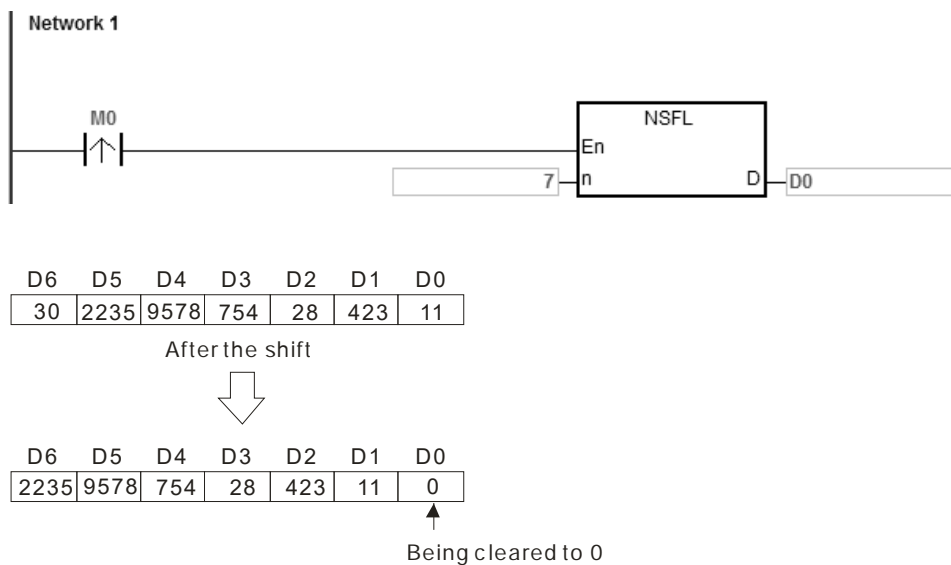 Network 1
M0
NSFL
En
7 n D D0
D6 D5 D4 D3 D2 D1 D0
30 2235 9578 754 28 423 11
After the shift
D6 D5 D4 D3 D2 D1 D0
2235 9578 754 28 423 11 0
Being cleared to 0